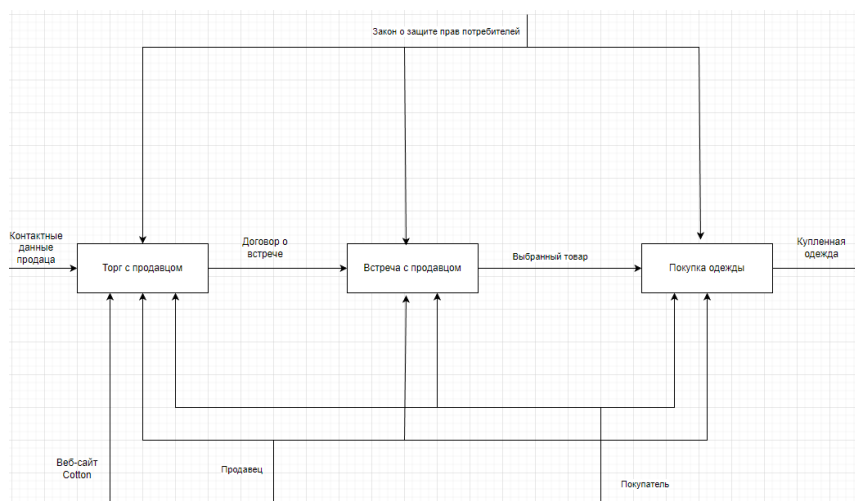 Закон о защите прав потребителей
Контактные
данные
продаца
Торг с продавцом
Договор о
встрече
Встреча с продавцом
Выбранный товар
Покупка одежды
Купленная
одежда
Веб-сайт
Cotton
Продавец
Покупатель